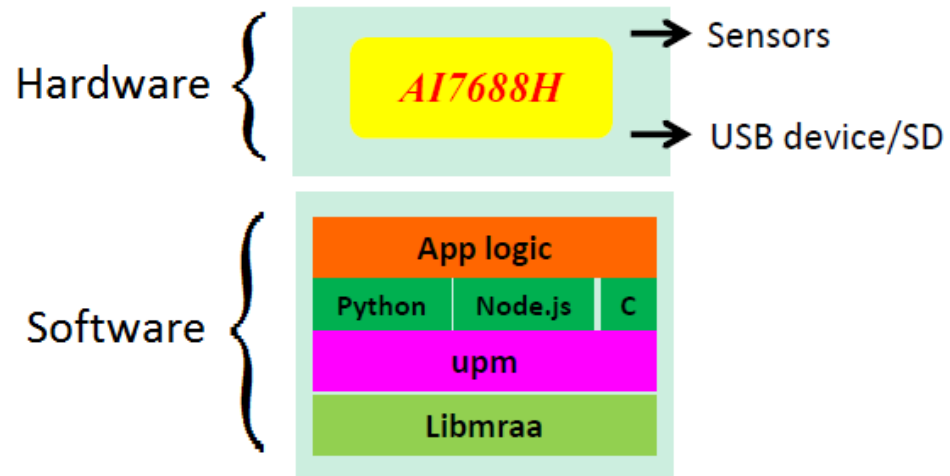 Hardware
AI7688H
Sensors
USB device/SD
Software
App logic
Python Node.js C
upm
Libmraa